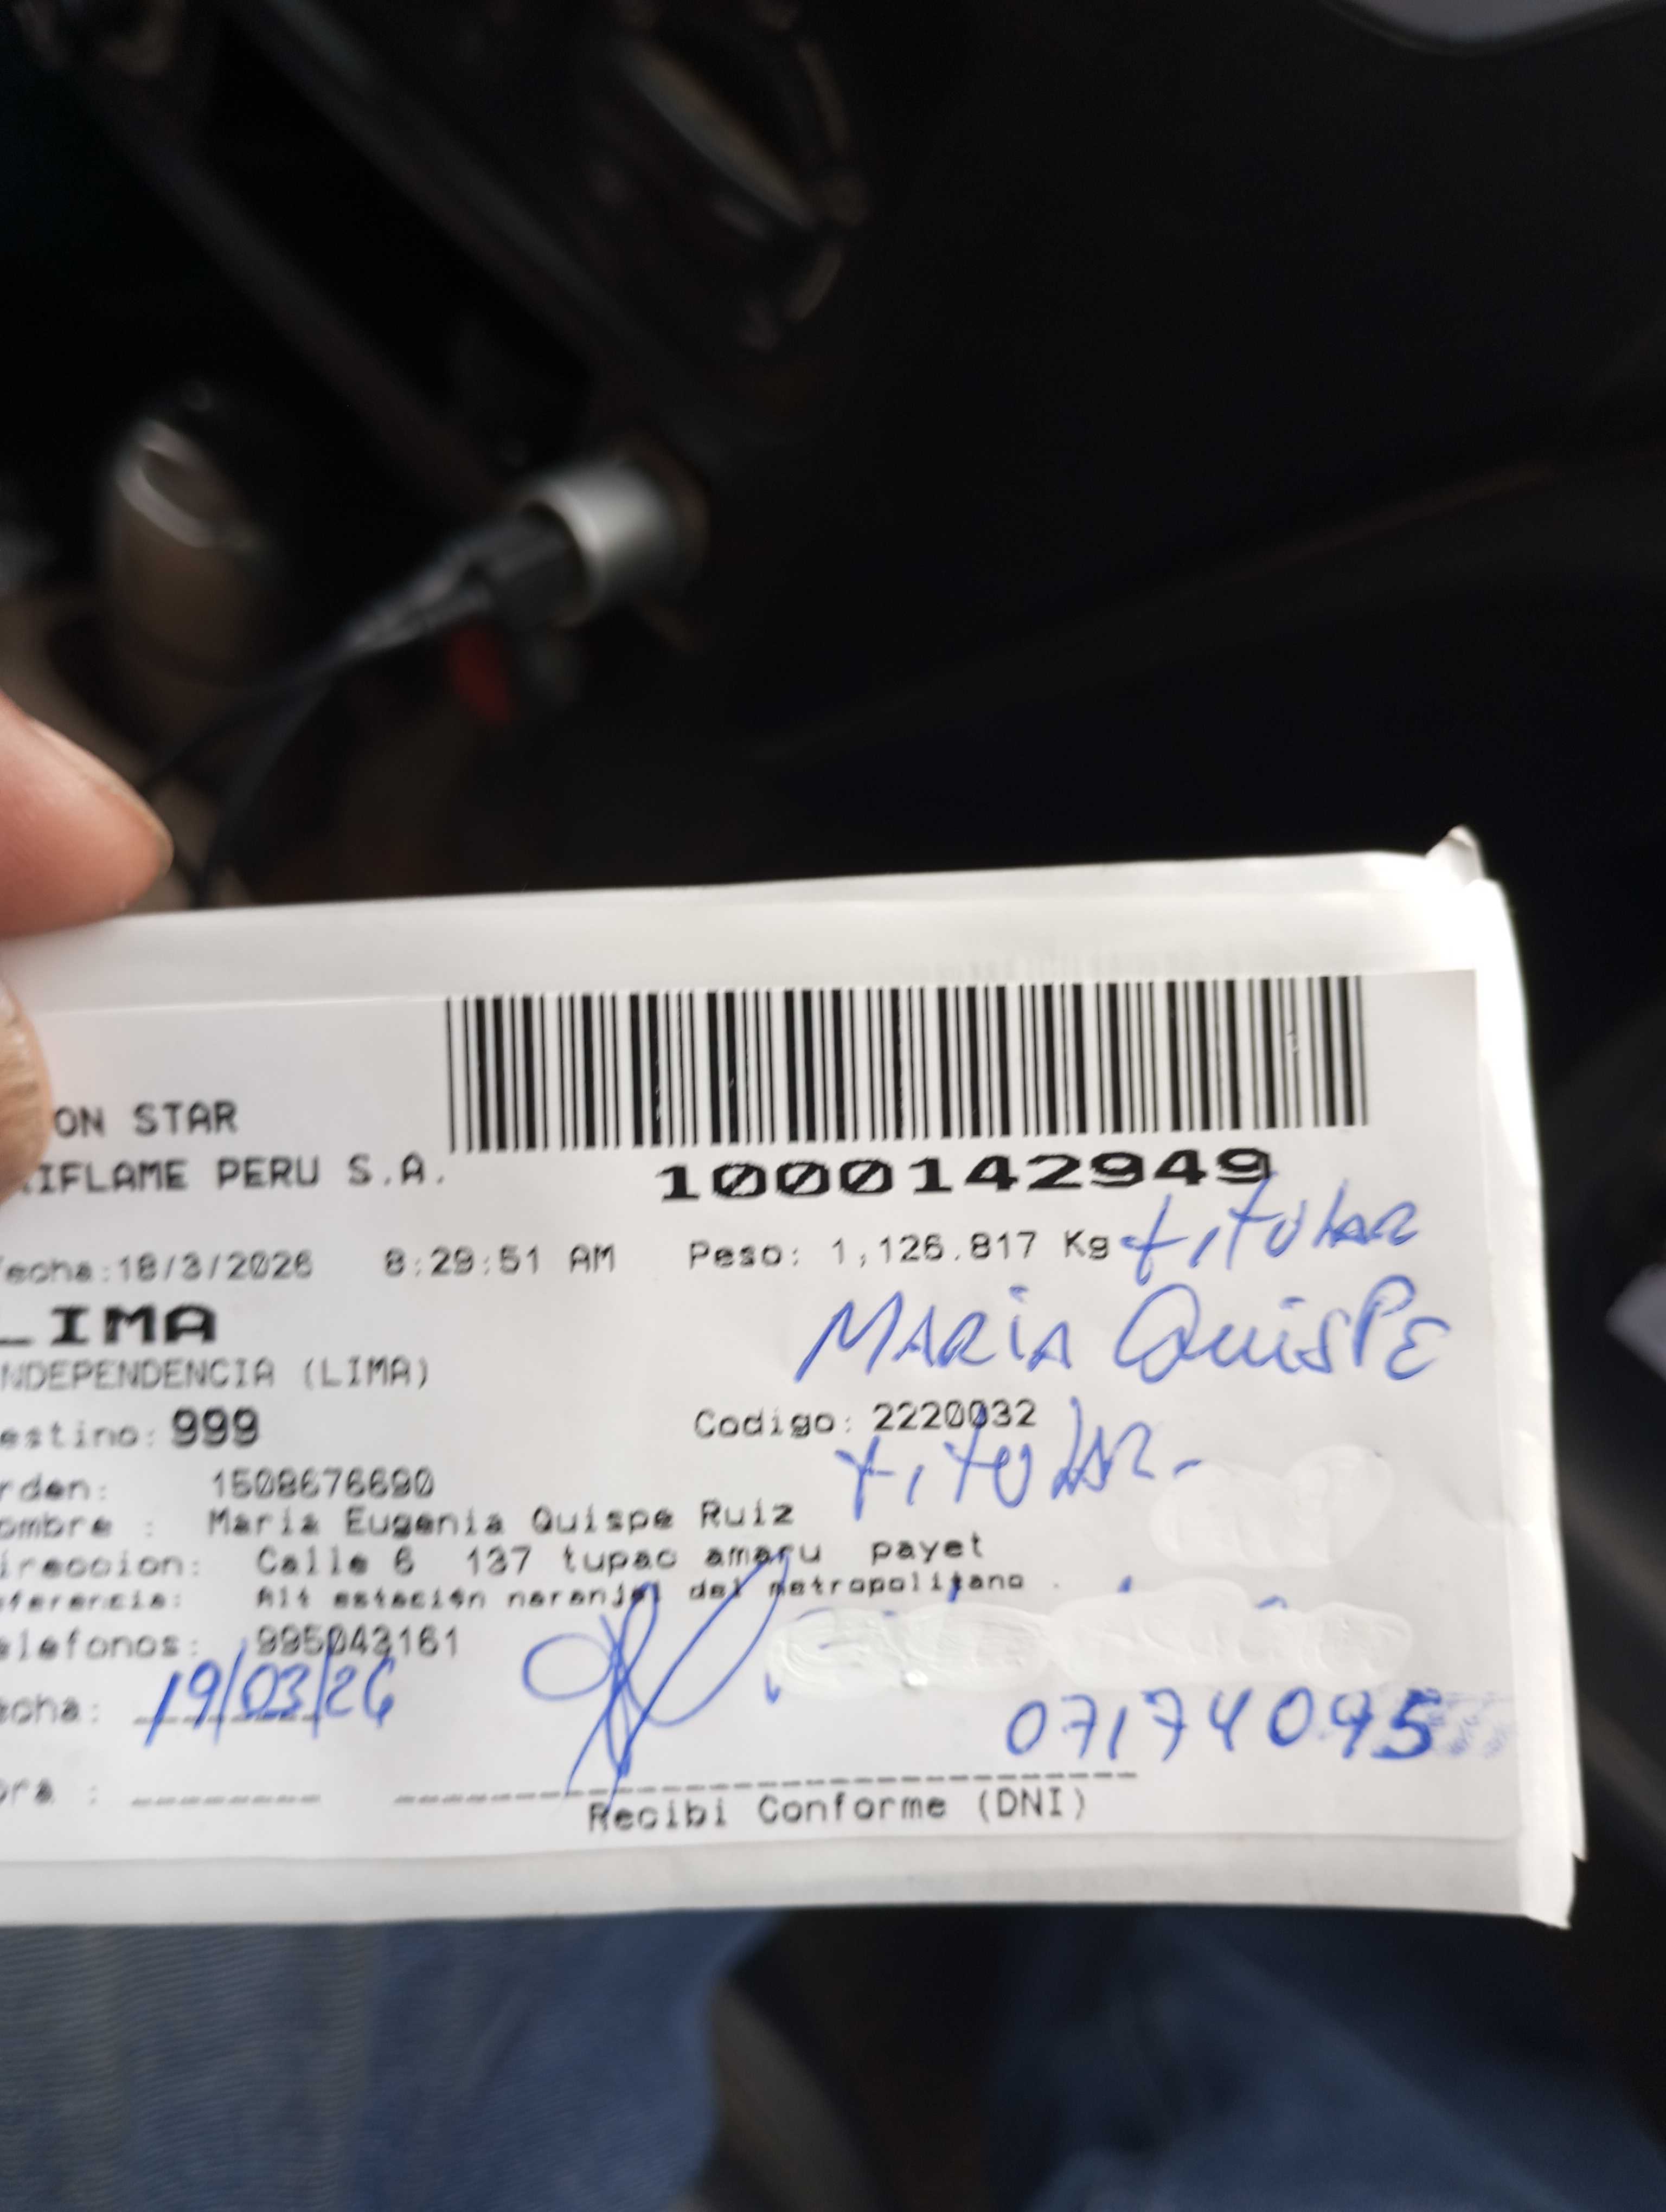 ON STAR
IFLAME PERU S.A.
1000142949
fecha:18/3/2026 8:29:51 AM Peso: 1,126.817 Kg titular
LIMA
MARIA QUISPE
NDEPENDENCIA (LIMA)
estino: 999 Codigo: 2220032
titular-
rden: 1508676690
ombre : Maria Eugenia Quispe Ruiz
ireccion: Calle 6 137 tupac amaru payet
ferencia: Alt estación naranjal del metropolitano .
elefonos: 995043161
echa: 19/03/26
07174095
ora :
Recibi Conforme (DNI)